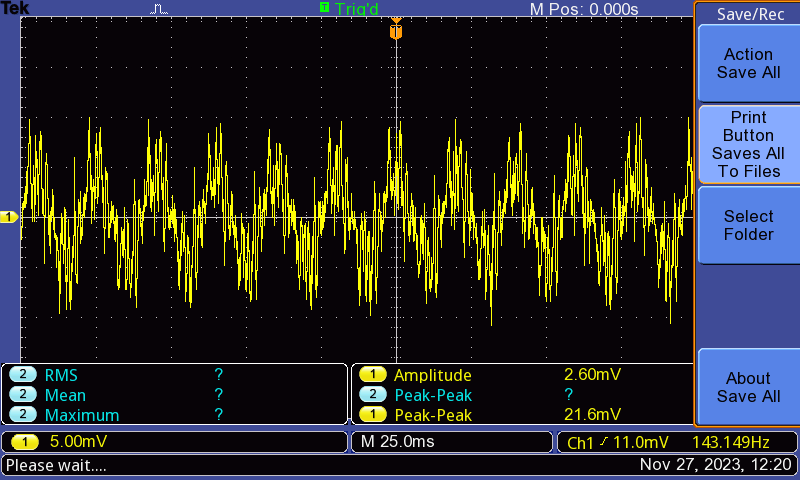 Tek T Trig'd M Pos: 0.000s
T
Save/Rec
Action
Save All
Print
Button
Saves All
To Files
Select
Folder
About
Save All
1
2 RMS ?
2 Mean ?
2 Maximum ?
1 Amplitude 2.60mV
2 Peak-Peak ?
1 Peak-Peak 21.6mV
1 5.00mV M 25.0ms Ch1 / 11.0mV 143.149Hz
Please wait.... Nov 27, 2023, 12:20